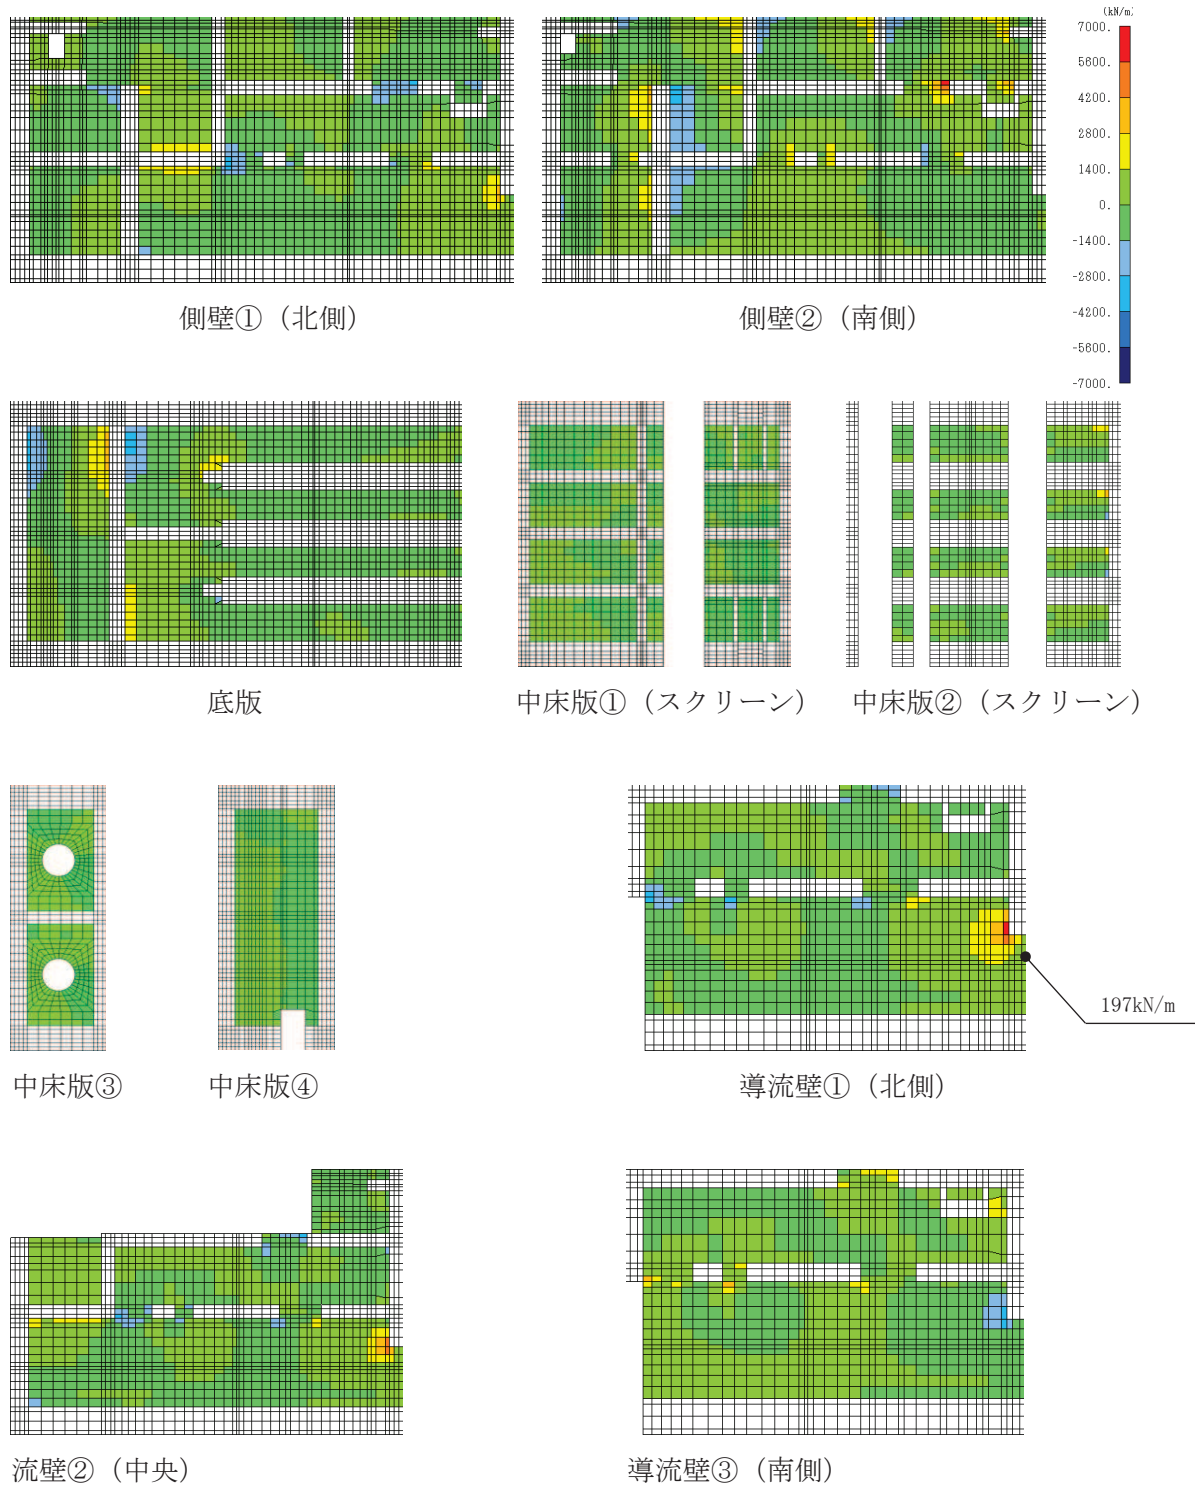 (kN/m)
7000.
5600.
4200.
2800.
1400.
0.
-1400.
-2800.
-4200.
-5600.
-7000.
側壁①（北側）
側壁②（南側）
底版
中床版①（スクリーン）
中床版②（スクリーン）
197kN/m
中床版③
中床版④
導流壁①（北側）
流壁②（中央）
導流壁③（南側）